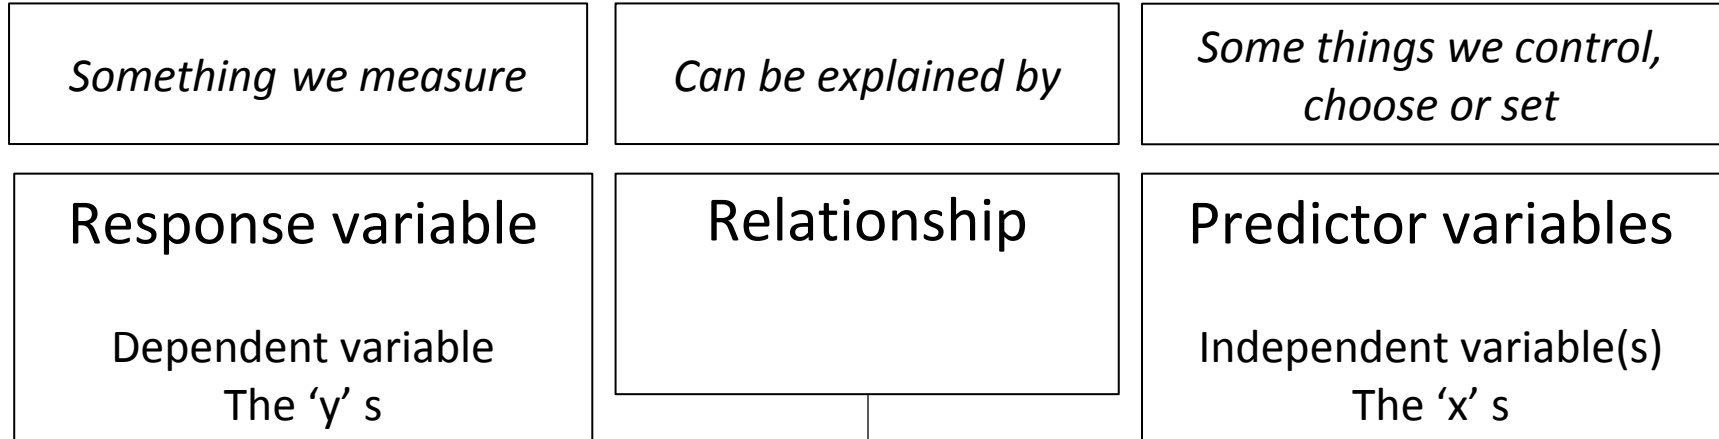 Something we measure
Can be explained by
Some things we control,
choose or set
Response variable
Dependent variable
The ‘y’ s
Relationship
Predictor variables
Independent variable(s)
The ‘x’ s